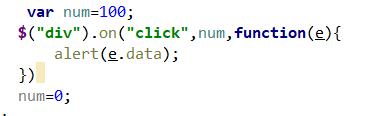 var num=100;
$("div").on("click",num,function(e){
    alert(e.data);
})
num=0;